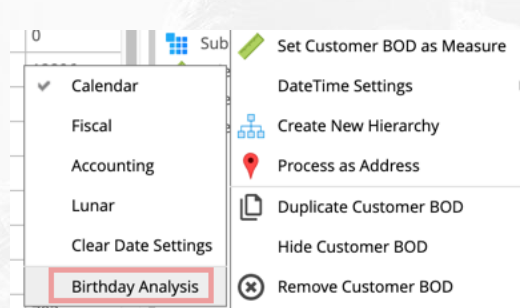 0
Sub
Set Customer BOD as Measure
Calendar
DateTime Settings
Fiscal
Create New Hierarchy
Accounting
Process as Address
Lunar
Duplicate Customer BOD
Clear Date Settings
Hide Customer BOD
Birthday Analysis
Remove Customer BOD